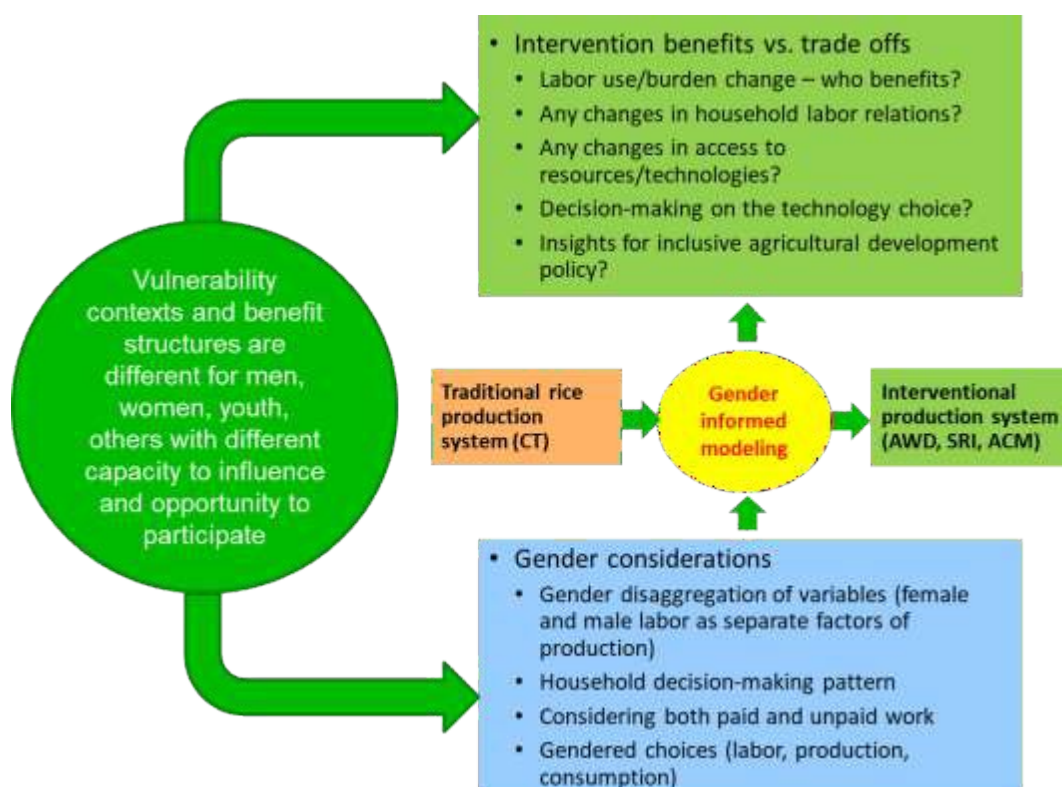 • Intervention benefits vs. trade offs
• Labor use/burden change – who benefits?
• Any changes in household labor relations?
• Any changes in access to
resources/technologies?
• Decision-making on the technology choice?
• Insights for inclusive agricultural development
policy?
Vulnerability
contexts and benefit
structures are
different for men,
women, youth,
others with different
capacity to influence
and opportunity to
participate
Traditional rice
production
system (CT)
Gender
informed
modeling
Interventional
production system
(AWD, SRI, ACM)
• Gender considerations
• Gender disaggregation of variables (female
and male labor as separate factors of
production)
• Household decision-making pattern
• Considering both paid and unpaid work
• Gendered choices (labor, production,
consumption)